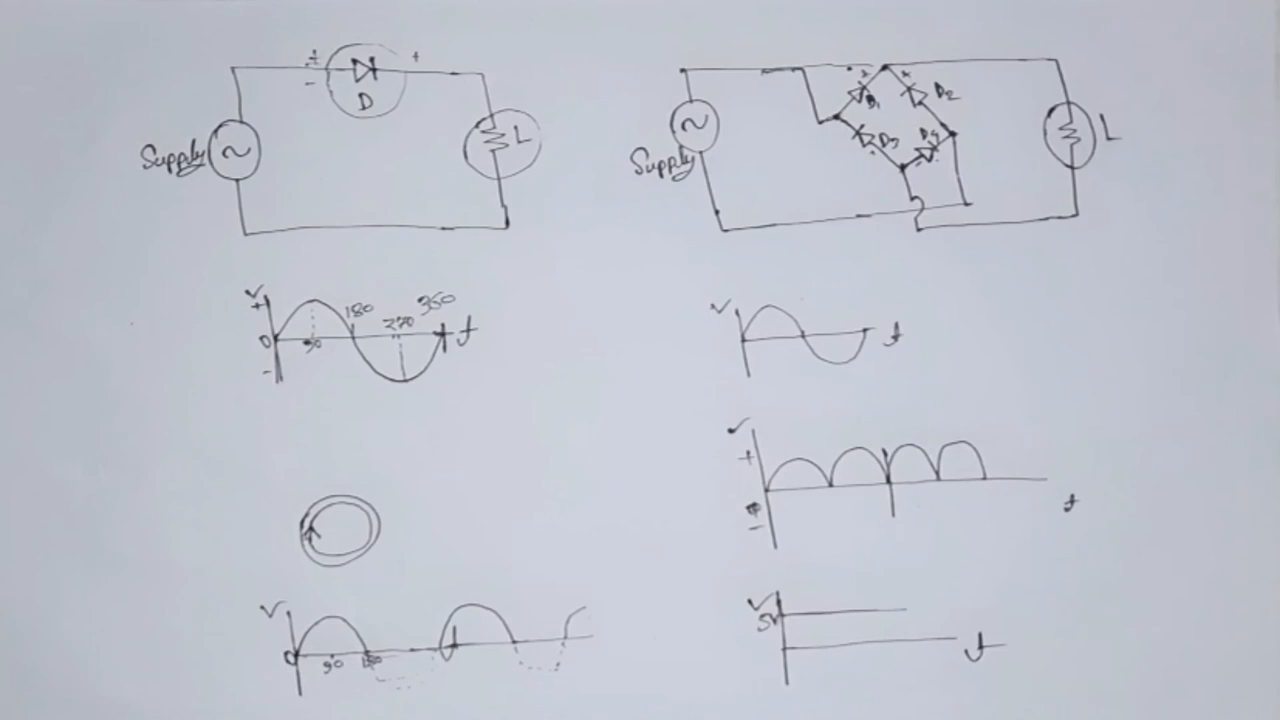 ± +
-
D
Supply ~ L
V
+
0 90 180 270 360 t
-
V
0 90 180
+ +
D1 D2
D3 D4
- -
Supply ~ L
V t
V
+
-
t
V
5V
t